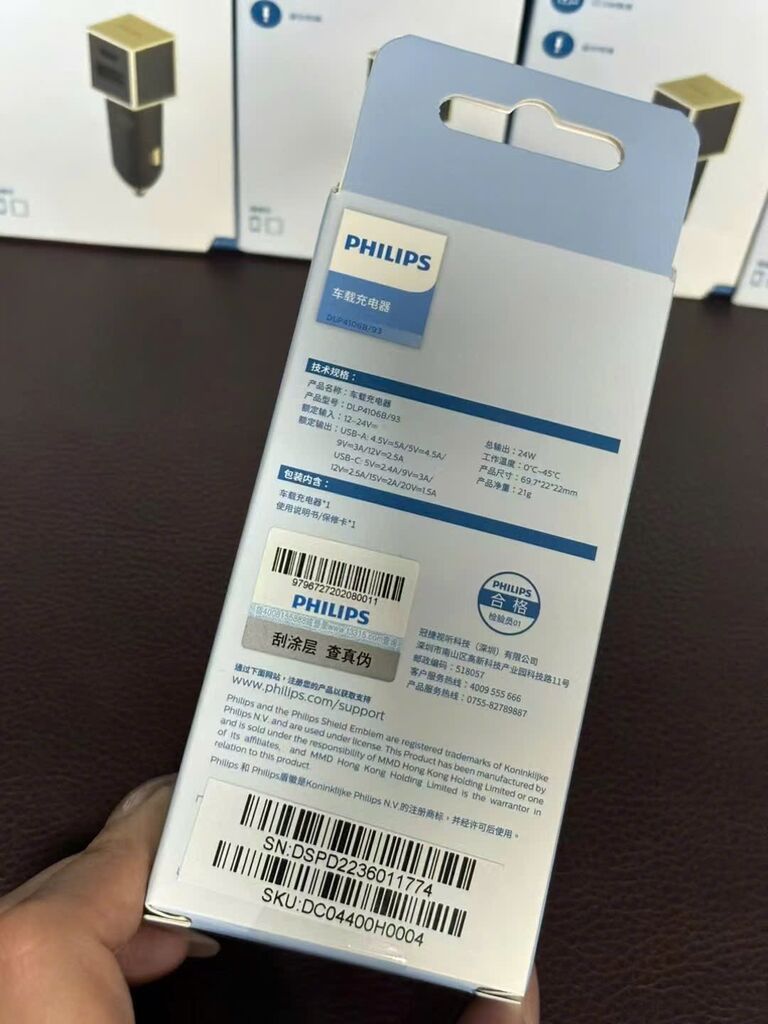 PHILIPS
车载充电器
DLP4106B/93
技术规格：
产品名称：车载充电器
产品型号：DLP4106B/93
额定输入：12-24V⎓
额定输出：USB-A: 4.5V⎓5A/5V⎓4.5A/
9V⎓3A/12V⎓2.5A
USB-C: 5V⎓2.4A/9V⎓3A/
12V⎓2.5A/15V⎓2A/20V⎓1.5A
总输出：24W
工作温度：0℃~45℃
产品尺寸：69.7*22*22mm
产品净重：21g
包装内含：
车载充电器*1
使用说明书/保修卡*1
9796727202080011
PHILIPS
刮涂层 查真伪
PHILIPS
合格
检验员01
冠捷视听科技（深圳）有限公司
深圳市南山区高新科技产业园科技路11号
邮政编码：518057
客户服务热线：4009 555 666
产品服务热线：0755-82789887
通过下面网站，注册您的产品以获取支持
www.philips.com/support
Philips and the Philips Shield Emblem are registered trademarks of Koninklijke
Philips N.V. and are used under license. This Product has been manufactured by
and is sold under the responsibility of MMD Hong Kong Holding Limited or one
of its affiliates, and MMD Hong Kong Holding Limited is the warrantor in
relation to this product.
Philips 和 Philips盾徽是Koninklijke Philips N.V.的注册商标，并经许可后使用。
SN:DSPD2236011774
SKU:DC04400H0004